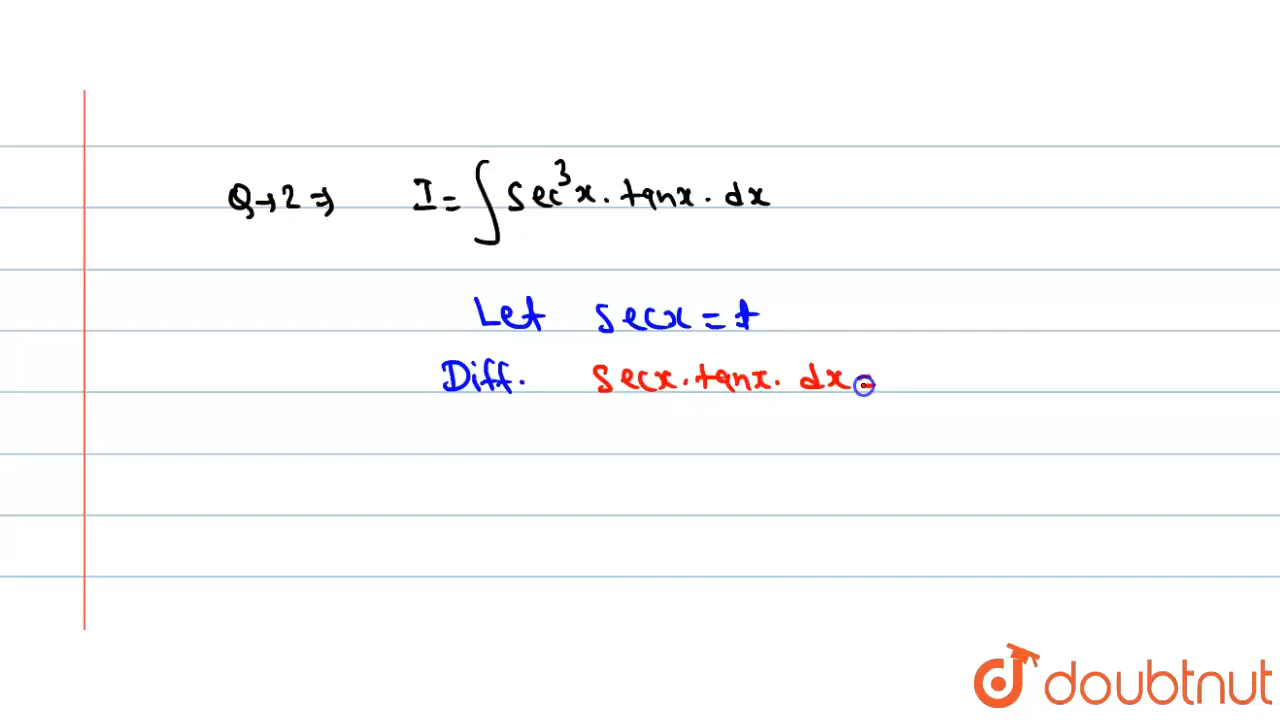 Q→2⇒ I = ∫ sec³x . tanx . dx
Let secx = t
Diff. secx . tanx . dx =
doubtnut